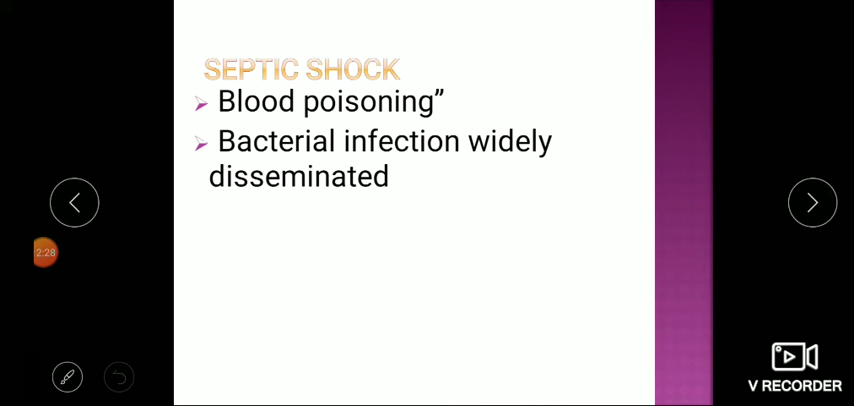 SEPTIC SHOCK
Blood poisoning”
Bacterial infection widely
disseminated
2:28
V RECORDER